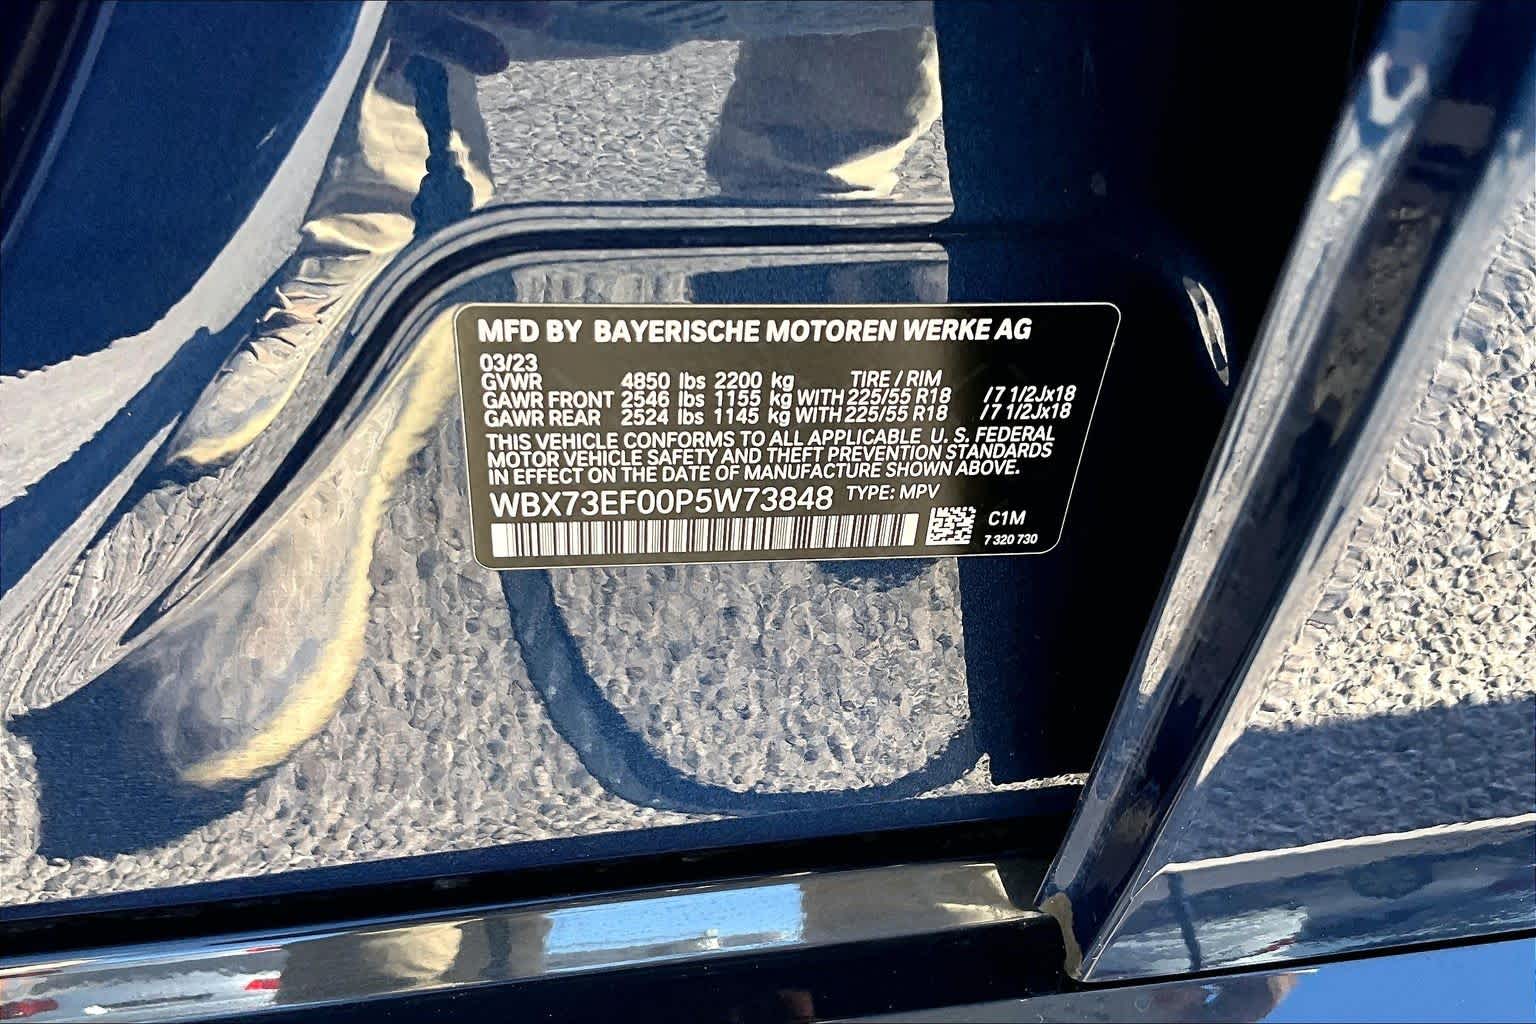 MFD BY BAYERISCHE MOTOREN WERKE AG
03/23
GVWR 4850 lbs 2200 kg TIRE / RIM
GAWR FRONT 2546 lbs 1155 kg WITH 225/55 R18 /7 1/2Jx18
GAWR REAR 2524 lbs 1145 kg WITH 225/55 R18 /7 1/2Jx18
THIS VEHICLE CONFORMS TO ALL APPLICABLE U. S. FEDERAL
MOTOR VEHICLE SAFETY AND THEFT PREVENTION STANDARDS
IN EFFECT ON THE DATE OF MANUFACTURE SHOWN ABOVE.
WBX73EF00P5W73848 TYPE: MPV
C1M
7 320 730